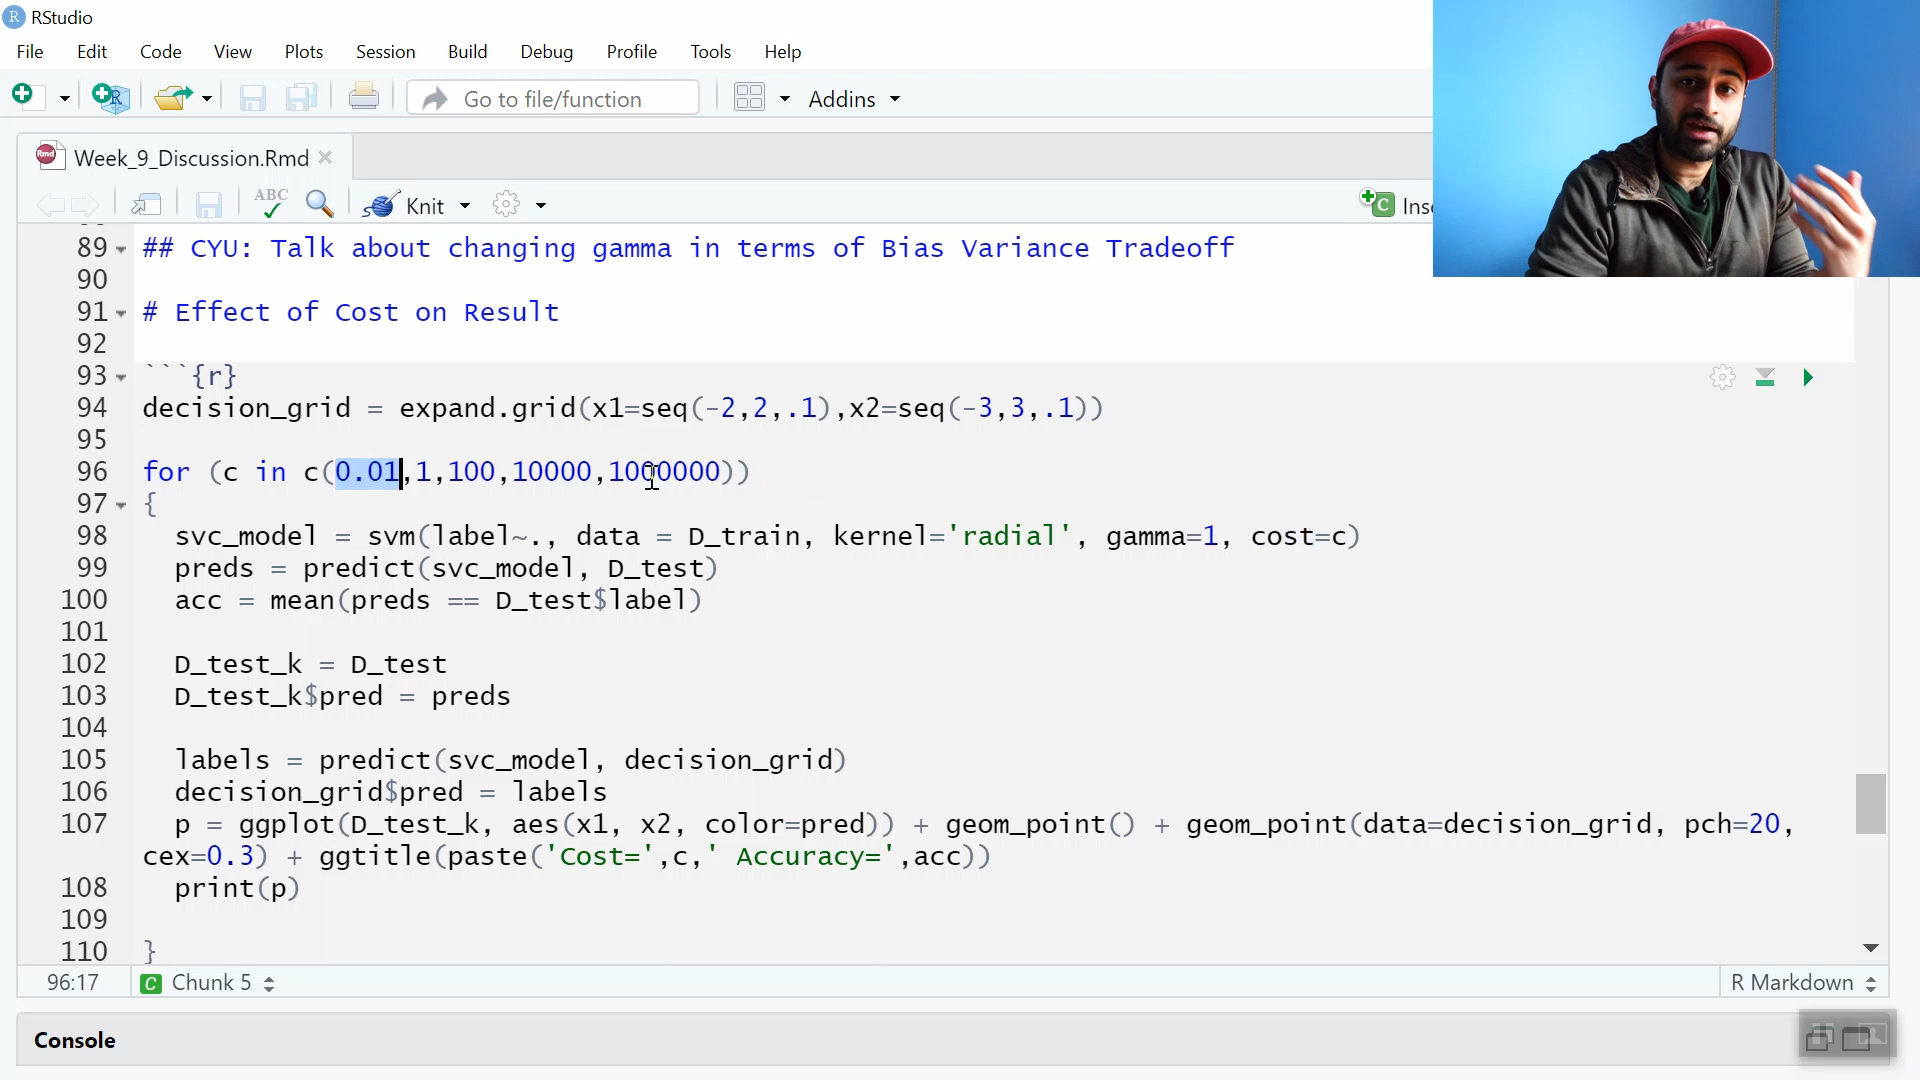 R RStudio
File Edit Code View Plots Session Build Debug Profile Tools Help
Go to file/function
Addins
Rmd Week_9_Discussion.Rmd
ABC Knit C Inse
89 ## CYU: Talk about changing gamma in terms of Bias Variance Tradeoff
90
91 # Effect of Cost on Result
92
93 ```{r}
94 decision_grid = expand.grid(x1=seq(-2,2,.1),x2=seq(-3,3,.1))
95
96 for (c in c(0.01,1,100,10000,1000000))
97 {
98 svc_model = svm(label~., data = D_train, kernel='radial', gamma=1, cost=c)
99 preds = predict(svc_model, D_test)
100 acc = mean(preds == D_test$label)
101
102 D_test_k = D_test
103 D_test_k$pred = preds
104
105 labels = predict(svc_model, decision_grid)
106 decision_grid$pred = labels
107 p = ggplot(D_test_k, aes(x1, x2, color=pred)) + geom_point() + geom_point(data=decision_grid, pch=20,
cex=0.3) + ggtitle(paste('Cost=',c,' Accuracy=',acc))
108 print(p)
109
110 }
96:17 C Chunk 5 R Markdown
Console